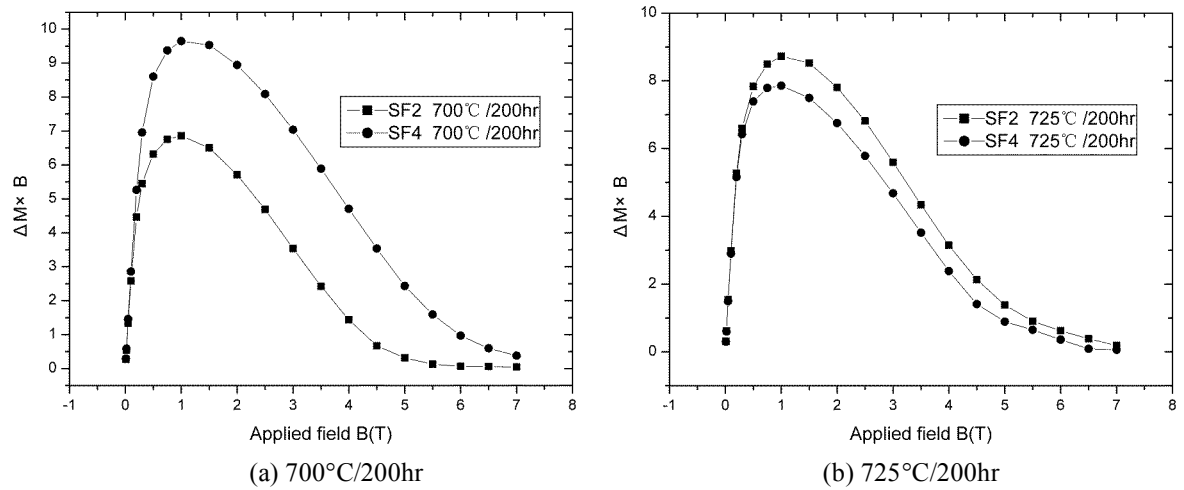 10
9
8
7
6
5
4
3
2
1
0
ΔM× B
SF2 700℃/200hr
SF4 700℃/200hr
-1 0 1 2 3 4 5 6 7 8
Applied field B(T)
(a) 700°C/200hr
10
8
6
4
2
0
ΔM× B
SF2 725℃/200hr
SF4 725℃/200hr
-1 0 1 2 3 4 5 6 7 8
Applied field B(T)
(b) 725°C/200hr